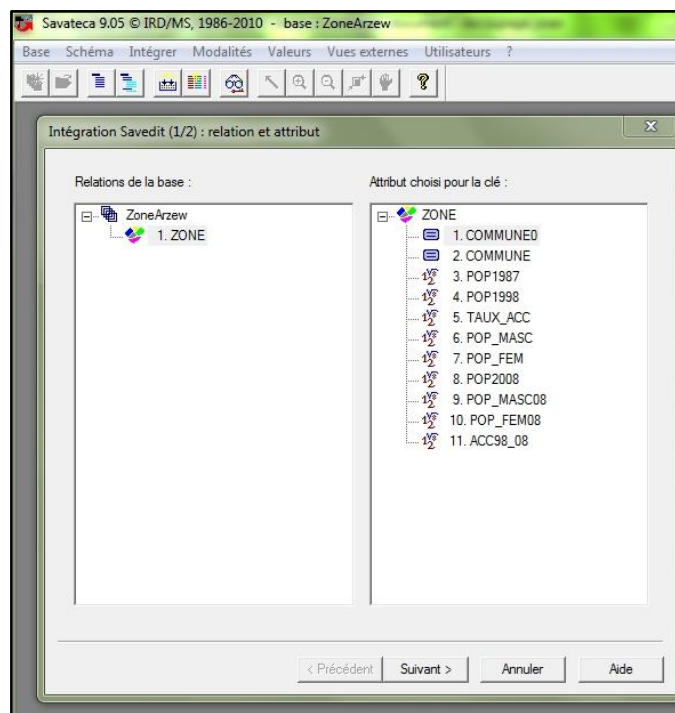 Savateca 9.05 © IRD/MS, 1986-2010 - base : ZoneArzew
Base Schéma Intégrer Modalités Valeurs Vues externes Utilisateurs ?
Intégration Savedit (1/2) : relation et attribut
Relations de la base :
ZoneArzew
1. ZONE
Attribut choisi pour la clé :
ZONE
1. COMMUNE0
2. COMMUNE
3. POP1987
4. POP1998
5. TAUX_ACC
6. POP_MASC
7. POP_FEM
8. POP2008
9. POP_MASC08
10. POP_FEM08
11. ACC98_08
< Précédent Suivant > Annuler Aide